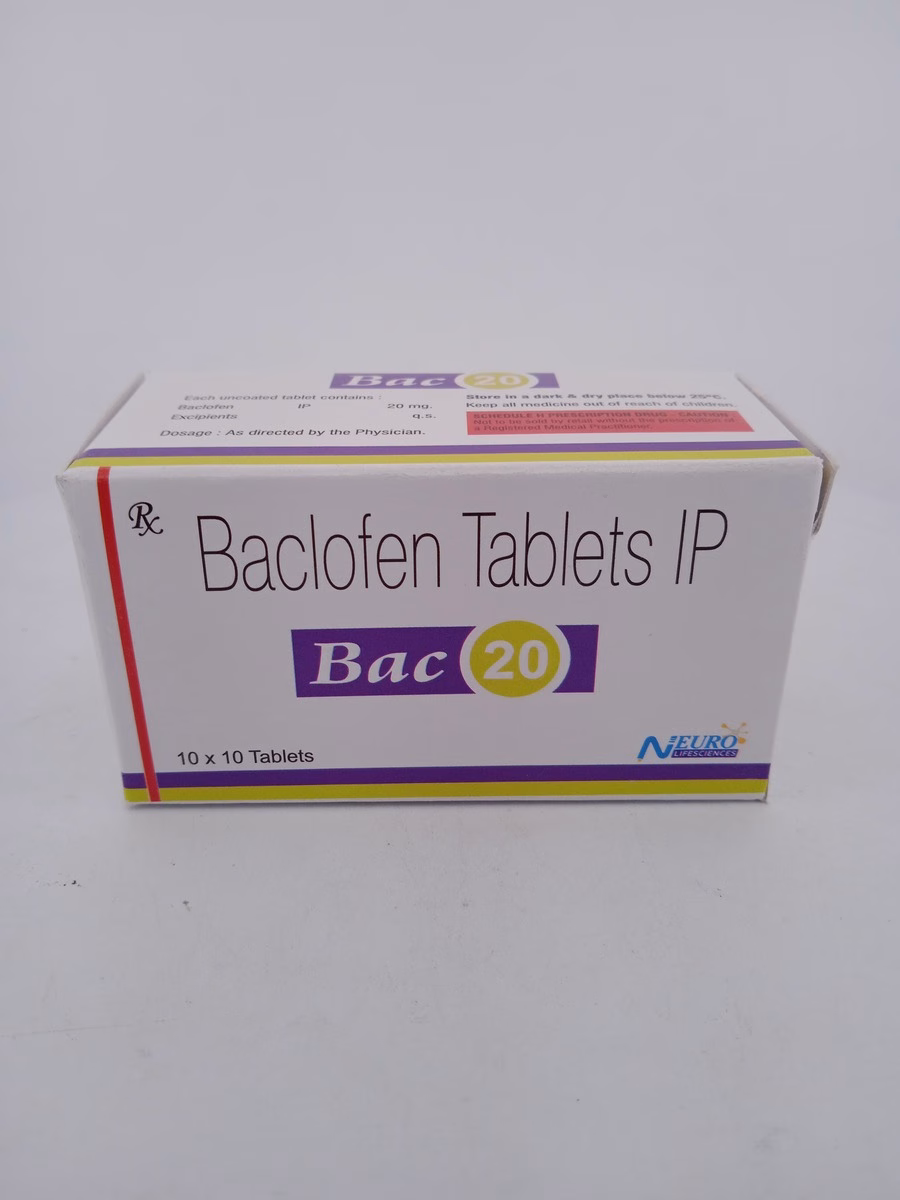 Bac 20
Each uncoated tablet contains :
Baclofen IP 20 mg.
Excipients q.s.
Dosage : As directed by the Physician.
Store in a dark & dry place below 25ºC.
Keep all medicine out of reach of children.
SCHEDULE H PRESCRIPTION DRUG - CAUTION
Not to be sold by retail without the prescription of
a Registered Medical Practitioner.
Rx
Baclofen Tablets IP
Bac 20
10 x 10 Tablets
NEURO
LIFESCIENCES